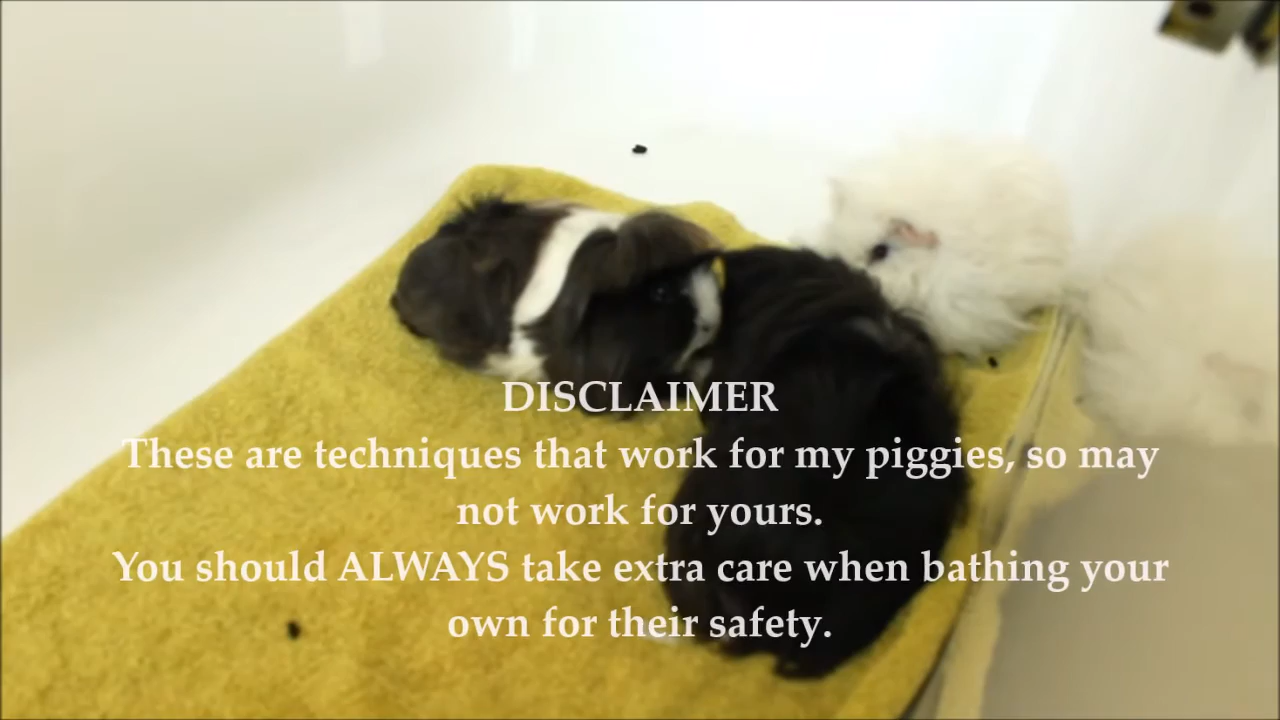 DISCLAIMER
These are techniques that work for my piggies, so may
not work for yours.
You should ALWAYS take extra care when bathing your
own for their safety.